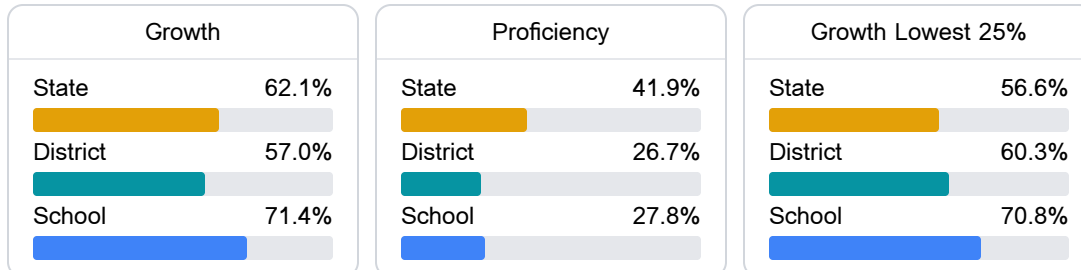 Growth
State 62.1%
District 57.0%
School 71.4%
Proficiency
State 41.9%
District 26.7%
School 27.8%
Growth Lowest 25%
State 56.6%
District 60.3%
School 70.8%